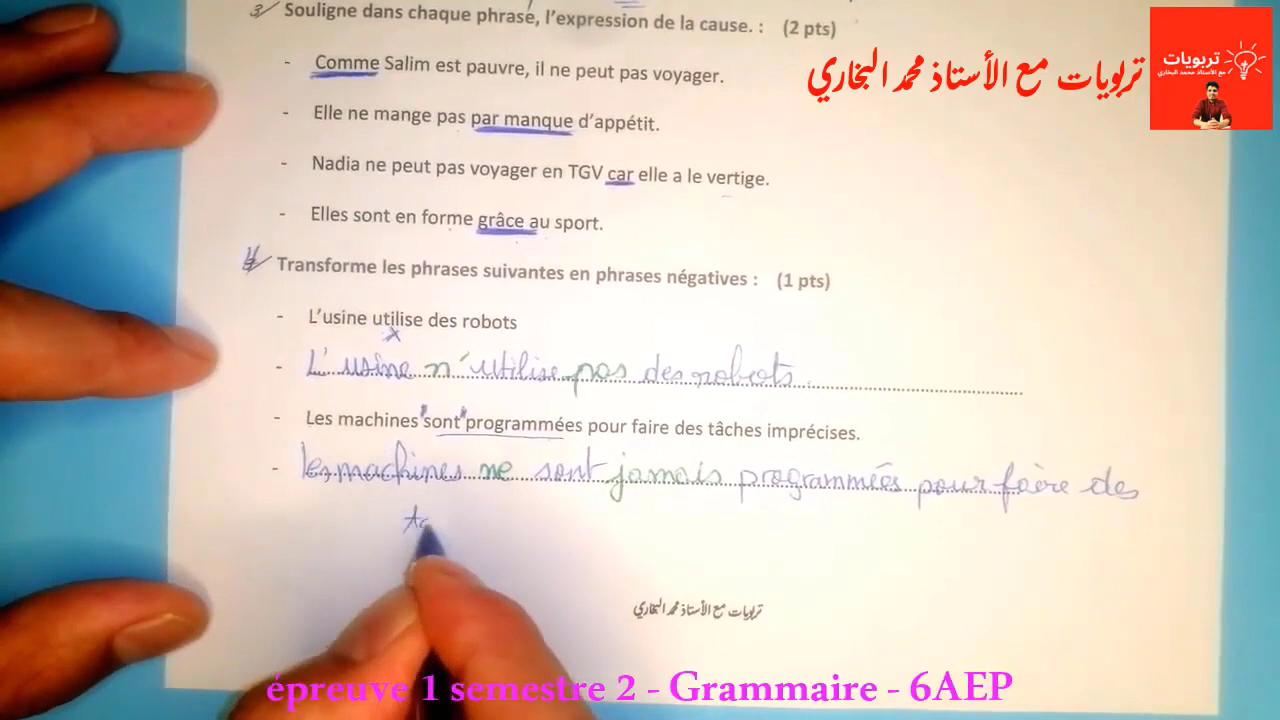 3/ Souligne dans chaque phrase, l'expression de la cause. : (2 pts)
- Comme Salim est pauvre, il ne peut pas voyager.
تربويات مع الأستاذ محمد البخاري
تربويات
مع الأستاذ محمد البخاري
- Elle ne mange pas par manque d'appétit.
- Nadia ne peut pas voyager en TGV car elle a le vertige.
- Elles sont en forme grâce au sport.
4/ Transforme les phrases suivantes en phrases négatives : (1 pts)
- L'usine utilise des robots
- L'usine n'utilise pas des robots.
- Les machines sont programmées pour faire des tâches imprécises.
- les machines ne sont jamais programmées pour faire des
تربويات مع الأستاذ محمد البخاري
épreuve 1 semestre 2 - Grammaire - 6AEP